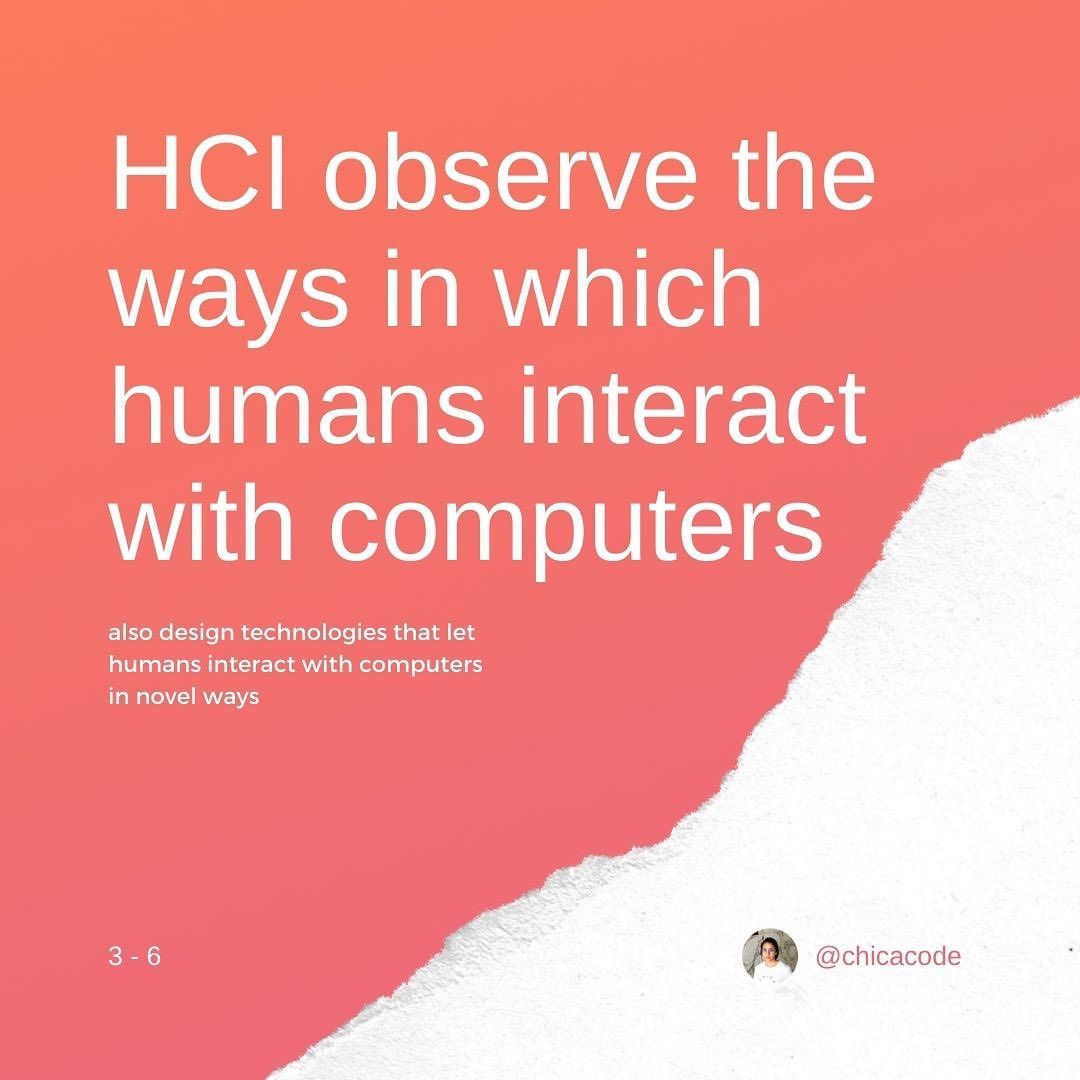 HCI observe the
ways in which
humans interact
with computers
also design technologies that let
humans interact with computers
in novel ways
3 - 6
@chicacode